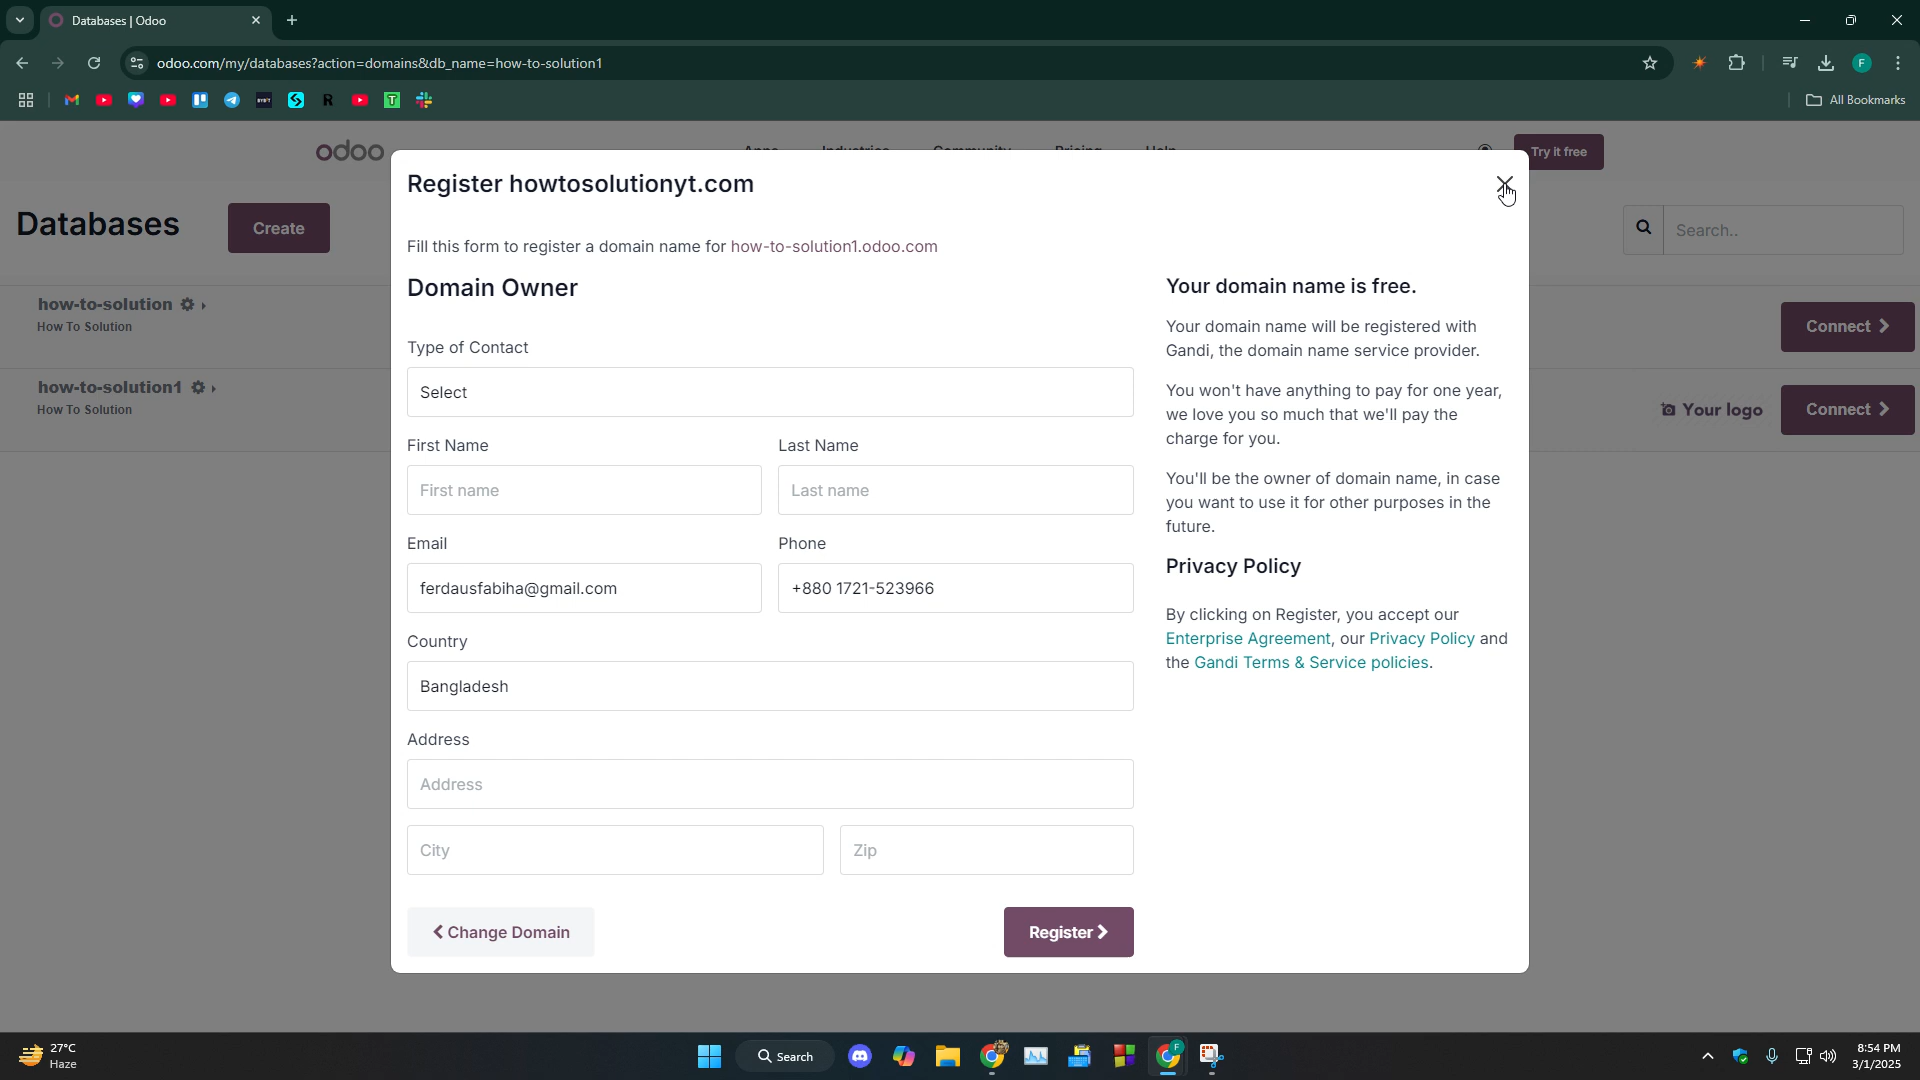 Databases | Odoo
odoo.com/my/databases?action=domains&db_name=how-to-solution1
All Bookmarks
odoo
Try it free
Databases
Create
Search..
how-to-solution
How To Solution
Connect
how-to-solution1
How To Solution
Your logo
Connect
Register howtosolutionyt.com
Fill this form to register a domain name for how-to-solution1.odoo.com
Domain Owner
Type of Contact
Select
First Name
Last Name
First name
Last name
Email
Phone
ferdausfabiha@gmail.com
+880 1721-523966
Country
Bangladesh
Address
Address
City
Zip
Change Domain
Register
Your domain name is free.
Your domain name will be registered with
Gandi, the domain name service provider.
You won't have anything to pay for one year,
we love you so much that we'll pay the
charge for you.
You'll be the owner of domain name, in case
you want to use it for other purposes in the
future.
Privacy Policy
By clicking on Register, you accept our
Enterprise Agreement, our Privacy Policy and
the Gandi Terms & Service policies.
27°C
Haze
Search
8:54 PM
3/1/2025